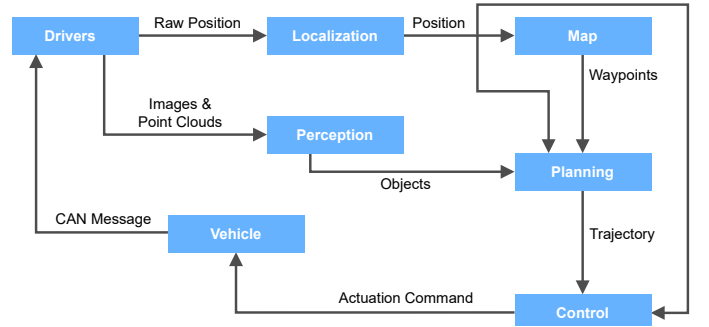 Raw Position
Position
Drivers
Localization
Map
Waypoints
Images &
Point Clouds
Perception
Planning
Objects
CAN Message
Vehicle
Trajectory
Actuation Command
Control